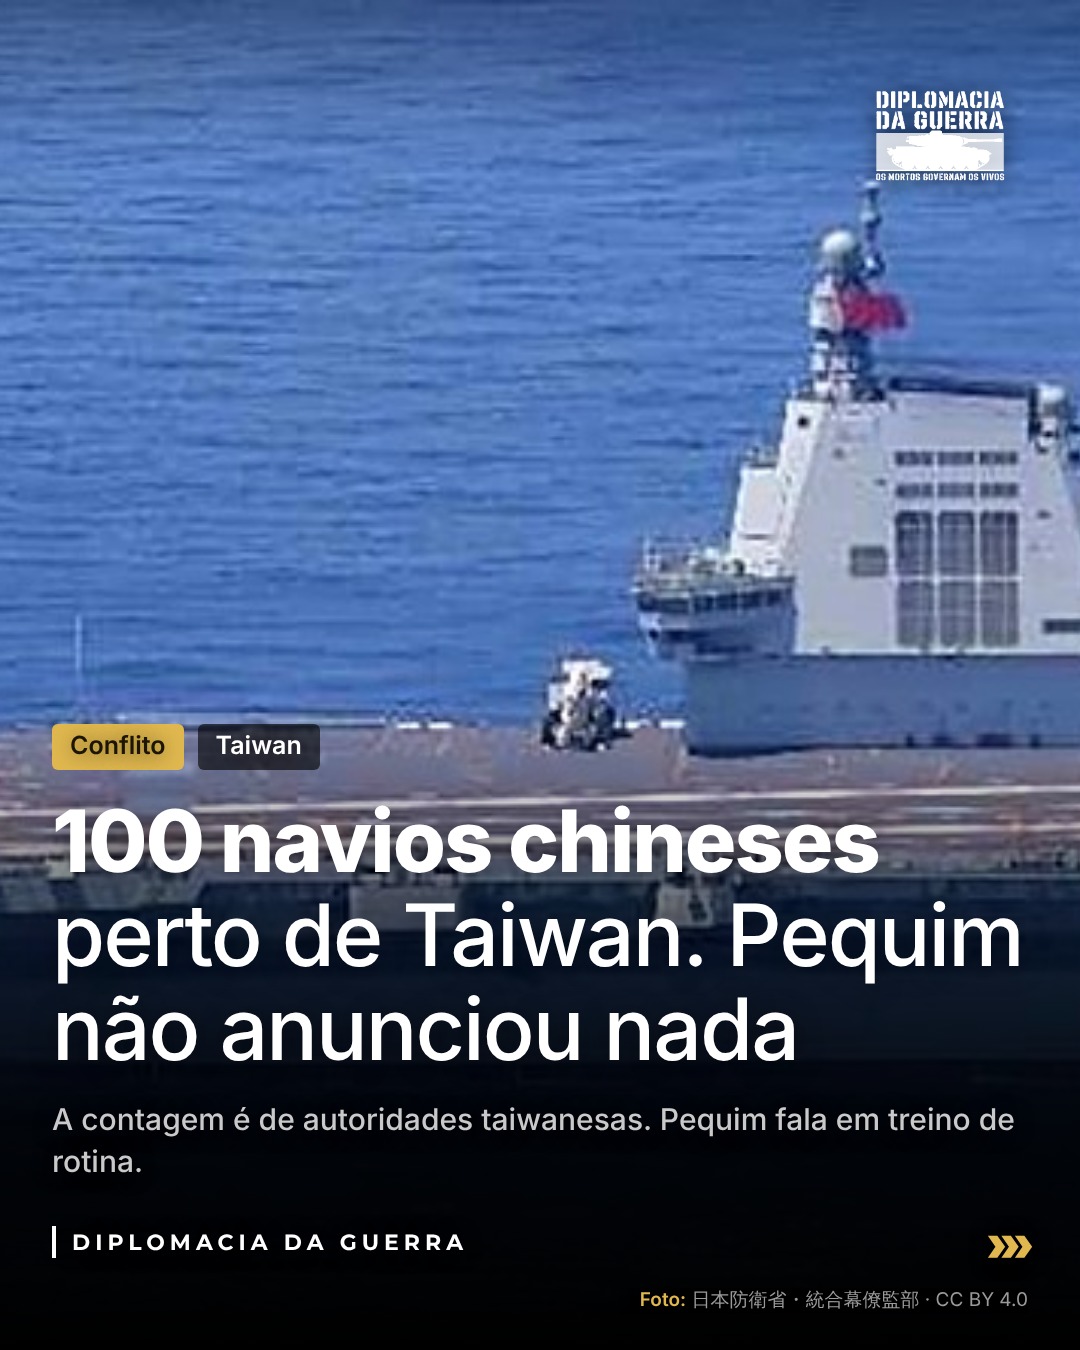 DIPLOMACIA
DA GUERRA
OS MORTOS GOVERNAM OS VIVOS
Conflito
Taiwan
100 navios chineses
perto de Taiwan. Pequim
não anunciou nada
A contagem é de autoridades taiwanesas. Pequim fala em treino de
rotina.
DIPLOMACIA DA GUERRA
Foto: 日本防衛省・統合幕僚監部 · CC BY 4.0